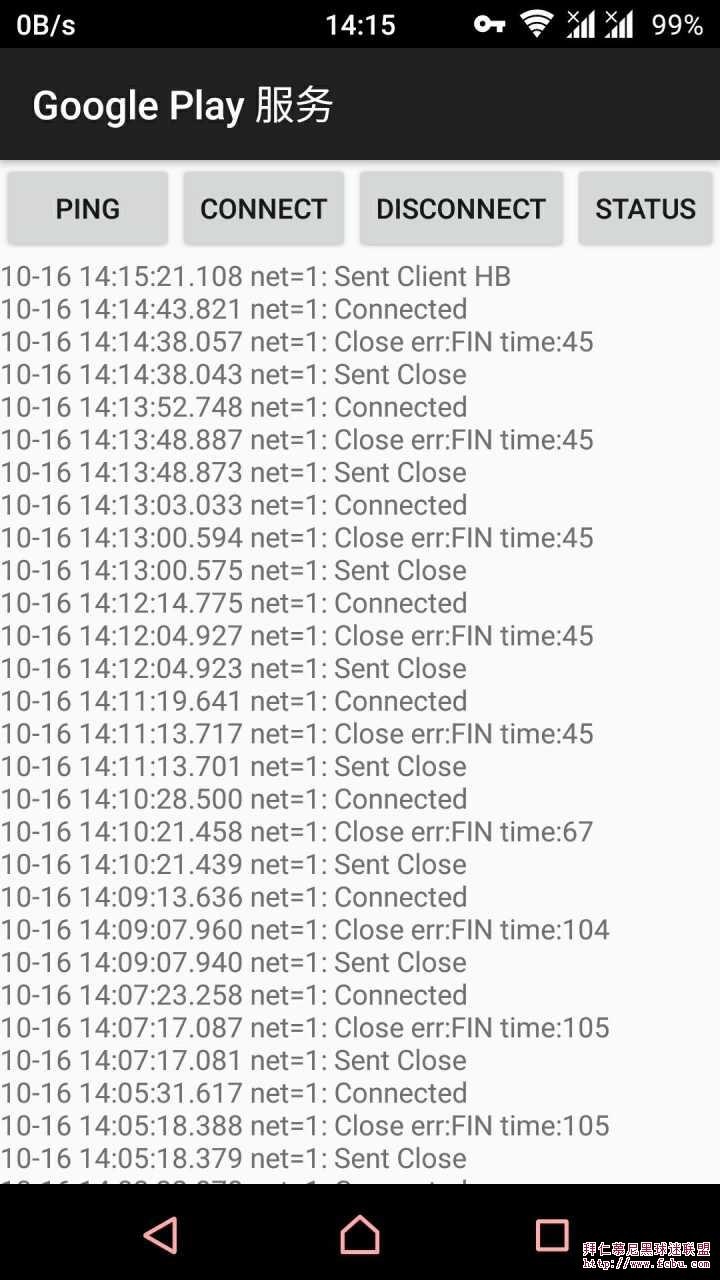 0B/s 14:15 99%
Google Play 服务
PING CONNECT DISCONNECT STATUS
10-16 14:15:21.108 net=1: Sent Client HB
10-16 14:14:43.821 net=1: Connected
10-16 14:14:38.057 net=1: Close err:FIN time:45
10-16 14:14:38.043 net=1: Sent Close
10-16 14:13:52.748 net=1: Connected
10-16 14:13:48.887 net=1: Close err:FIN time:45
10-16 14:13:48.873 net=1: Sent Close
10-16 14:13:03.033 net=1: Connected
10-16 14:13:00.594 net=1: Close err:FIN time:45
10-16 14:13:00.575 net=1: Sent Close
10-16 14:12:14.775 net=1: Connected
10-16 14:12:04.927 net=1: Close err:FIN time:45
10-16 14:12:04.923 net=1: Sent Close
10-16 14:11:19.641 net=1: Connected
10-16 14:11:13.717 net=1: Close err:FIN time:45
10-16 14:11:13.701 net=1: Sent Close
10-16 14:10:28.500 net=1: Connected
10-16 14:10:21.458 net=1: Close err:FIN time:67
10-16 14:10:21.439 net=1: Sent Close
10-16 14:09:13.636 net=1: Connected
10-16 14:09:07.960 net=1: Close err:FIN time:104
10-16 14:09:07.940 net=1: Sent Close
10-16 14:07:23.258 net=1: Connected
10-16 14:07:17.087 net=1: Close err:FIN time:105
10-16 14:07:17.081 net=1: Sent Close
10-16 14:05:31.617 net=1: Connected
10-16 14:05:18.388 net=1: Close err:FIN time:105
10-16 14:05:18.379 net=1: Sent Close
拜仁慕尼黑球迷联盟
http://www.fcbu.com